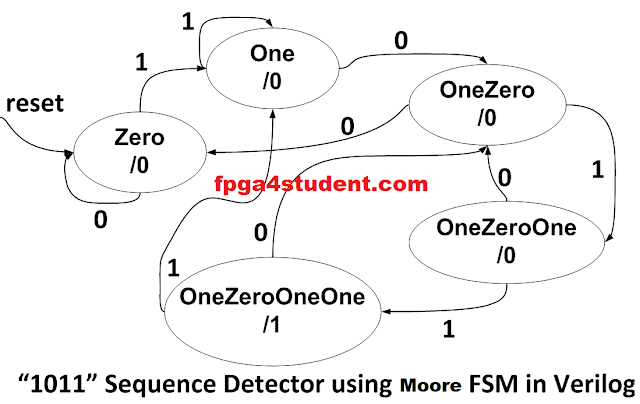 1
One
/0
0
1
OneZero
/0
reset
Zero
/0
0
1
fpga4student.com
0
0
OneZeroOne
/0
0
1
OneZeroOneOne
/1
1
“1011” Sequence Detector using Moore FSM in Verilog